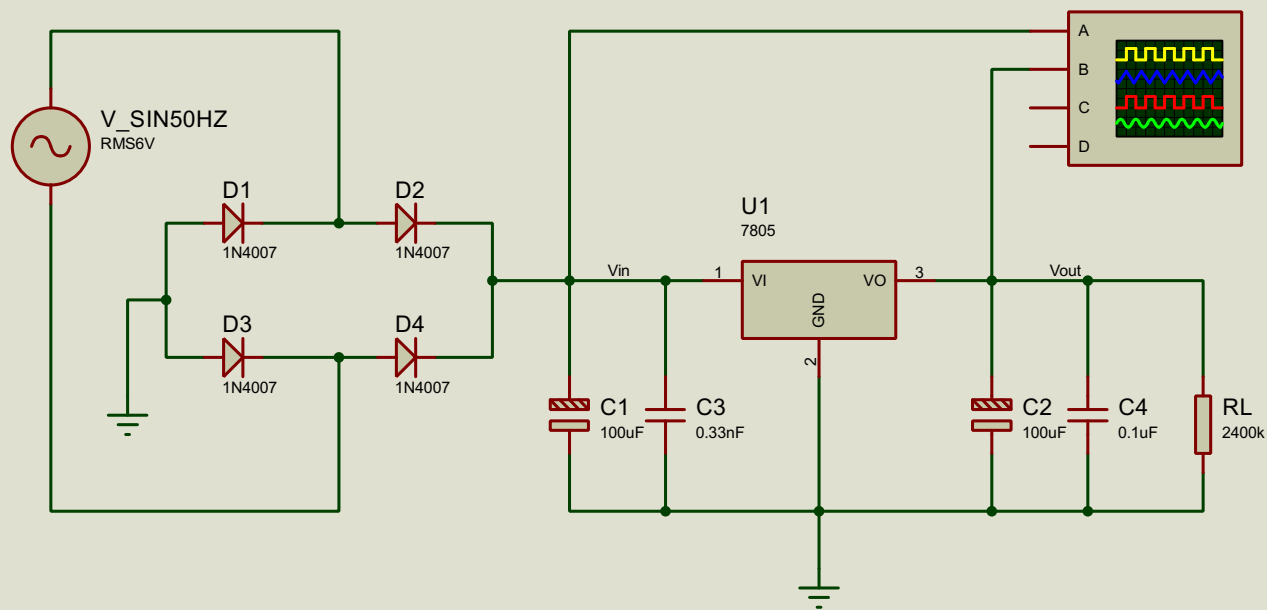 V_SIN50HZ
RMS6V
D1
1N4007
D2
1N4007
D3
1N4007
D4
1N4007
Vin
C1
100uF
C3
0.33nF
U1
7805
1
VI
VO
3
GND
2
Vout
C2
100uF
C4
0.1uF
RL
2400k
A
B
C
D